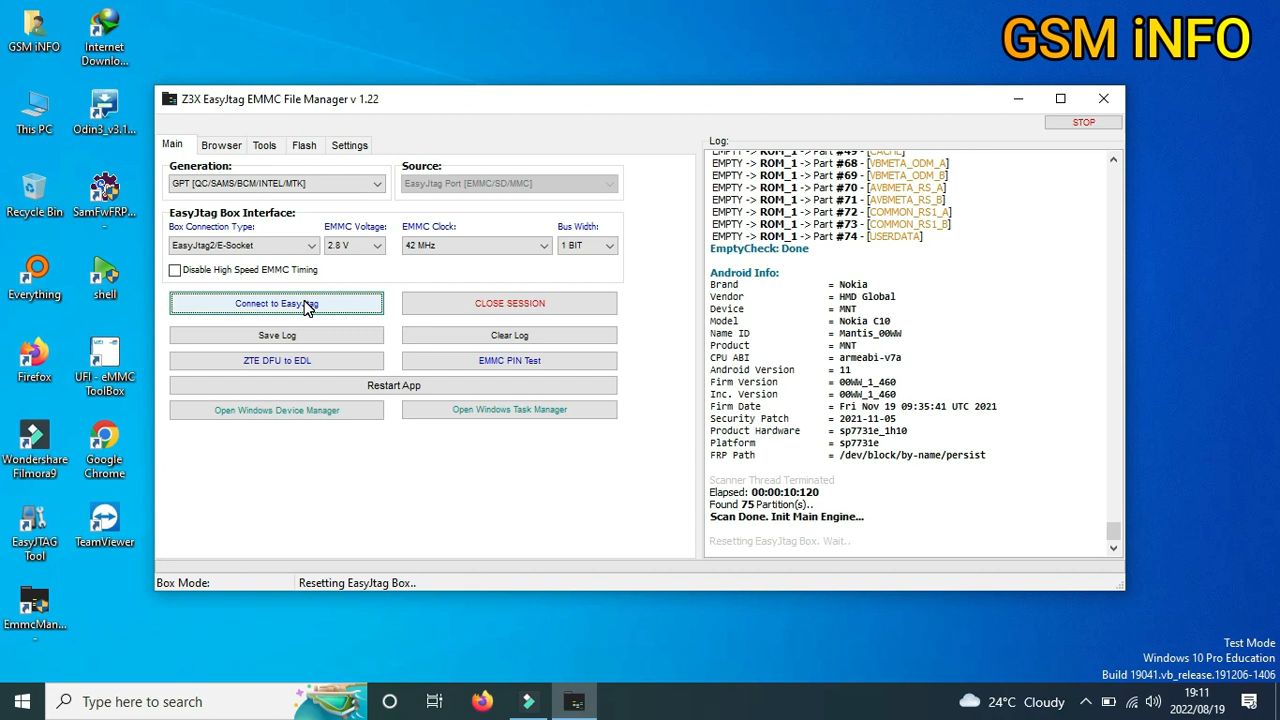 GSM iNFO
GSM iNFO
Internet
Downlo...
This PC
Odin3_v3.1...
Recycle Bin
SamFwFRP...
-
Everything
shell
Firefox
UFI - eMMC
ToolBox
Wondershare
Filmora9
Google
Chrome
EasyJTAG
Tool
TeamViewer
EmmcMan...
-
Z3X EasyJtag EMMC File Manager v 1.22
STOP
Main
Browser
Tools
Flash
Settings
Generation:
Source:
GPT [QC/SAMS/BCM/INTEL/MTK]
EasyJtag Port [EMMC/SD/MMC]
EasyJtag Box Interface:
Box Connection Type:
EMMC Voltage:
EMMC Clock:
Bus Width:
EasyJtag2/E-Socket
2.8 V
42 MHz
1 BIT
Disable High Speed EMMC Timing
Connect to EasyJtag
CLOSE SESSION
Save Log
Clear Log
ZTE DFU to EDL
EMMC PIN Test
Restart App
Open Windows Device Manager
Open Windows Task Manager
Log:
EMPTY -> ROM_1 -> Part #49 - [CACHE]
EMPTY -> ROM_1 -> Part #68 - [VBMETA_ODM_A]
EMPTY -> ROM_1 -> Part #69 - [VBMETA_ODM_B]
EMPTY -> ROM_1 -> Part #70 - [AVBMETA_RS_A]
EMPTY -> ROM_1 -> Part #71 - [AVBMETA_RS_B]
EMPTY -> ROM_1 -> Part #72 - [COMMON_RS1_A]
EMPTY -> ROM_1 -> Part #73 - [COMMON_RS1_B]
EMPTY -> ROM_1 -> Part #74 - [USERDATA]
EmptyCheck: Done
Android Info:
Brand = Nokia
Vendor = HMD Global
Device = MNT
Model = Nokia C10
Name ID = Mantis_00WW
Product = MNT
CPU ABI = armeabi-v7a
Android Version = 11
Firm Version = 00WW_1_460
Inc. Version = 00WW_1_460
Firm Date = Fri Nov 19 09:35:41 UTC 2021
Security Patch = 2021-11-05
Product Hardware = sp7731e_1h10
Platform = sp7731e
FRP Path = /dev/block/by-name/persist
Scanner Thread Terminated
Elapsed: 00:00:10:120
Found 75 Partition(s)..
Scan Done. Init Main Engine...
Resetting EasyJtag Box. Wait..
Box Mode:
Resetting EasyJtag Box..
Test Mode
Windows 10 Pro Education
Build 19041.vb_release.191206-1406
Type here to search
24°C Cloudy
19:11
2022/08/19